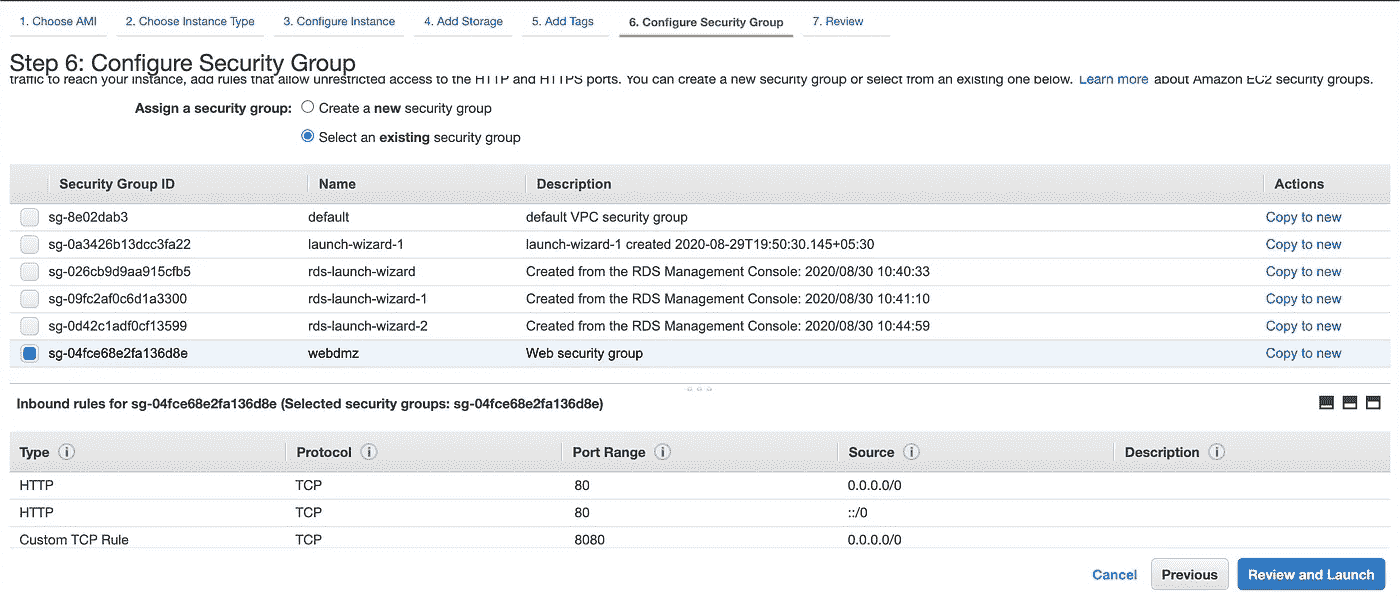 1. Choose AMI 2. Choose Instance Type 3. Configure Instance 4. Add Storage 5. Add Tags 6. Configure Security Group 7. Review
Step 6: Configure Security Group
traffic to reach your instance, add rules that allow unrestricted access to the HTTP and HTTPS ports. You can create a new security group or select from an existing one below. Learn more about Amazon EC2 security groups.
Assign a security group: Create a new security group
Select an existing security group
Security Group ID Name Description Actions
sg-8e02dab3 default default VPC security group Copy to new
sg-0a3426b13dcc3fa22 launch-wizard-1 launch-wizard-1 created 2020-08-29T19:50:30.145+05:30 Copy to new
sg-026cb9d9aa915cfb5 rds-launch-wizard Created from the RDS Management Console: 2020/08/30 10:40:33 Copy to new
sg-09fc2af0c6d1a3300 rds-launch-wizard-1 Created from the RDS Management Console: 2020/08/30 10:41:10 Copy to new
sg-0d42c1adf0cf13599 rds-launch-wizard-2 Created from the RDS Management Console: 2020/08/30 10:44:59 Copy to new
sg-04fce68e2fa136d8e webdmz Web security group Copy to new
Inbound rules for sg-04fce68e2fa136d8e (Selected security groups: sg-04fce68e2fa136d8e)
Type i Protocol i Port Range i Source i Description i
HTTP TCP 80 0.0.0.0/0
HTTP TCP 80 ::/0
Custom TCP Rule TCP 8080 0.0.0.0/0
Cancel Previous Review and Launch